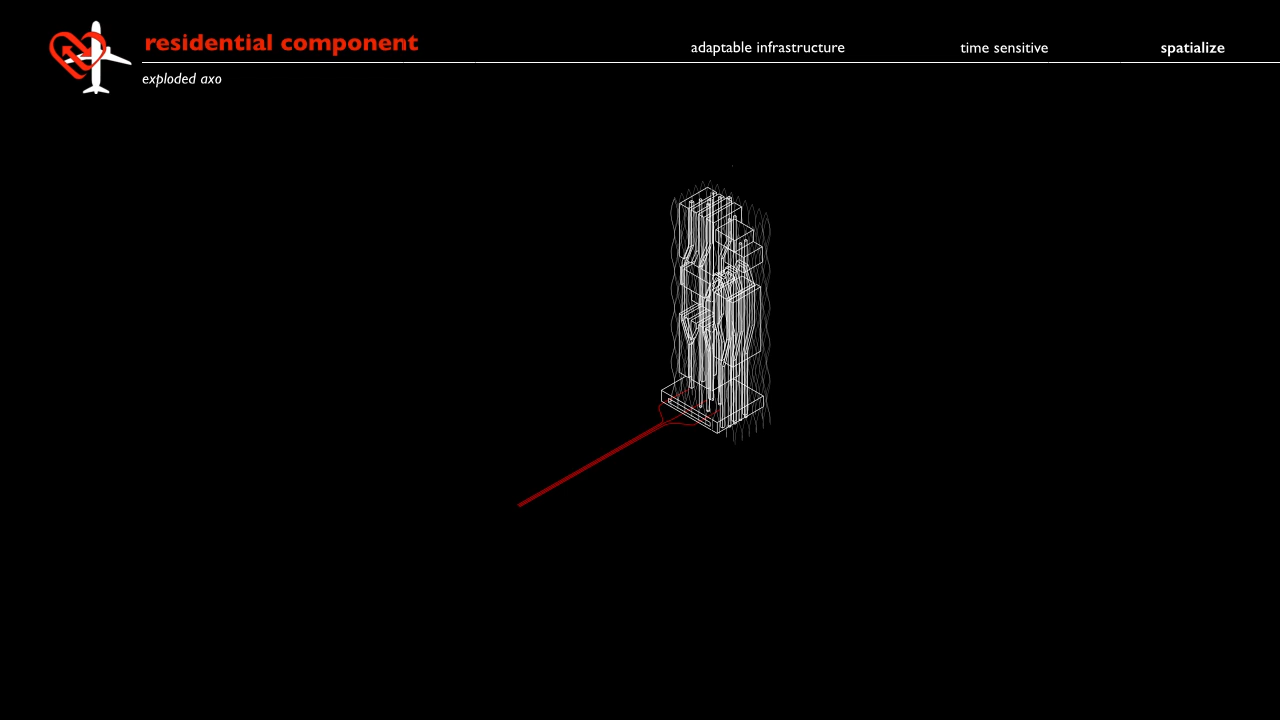 residential component
adaptable infrastructure
time sensitive
spatialize
exploded axo